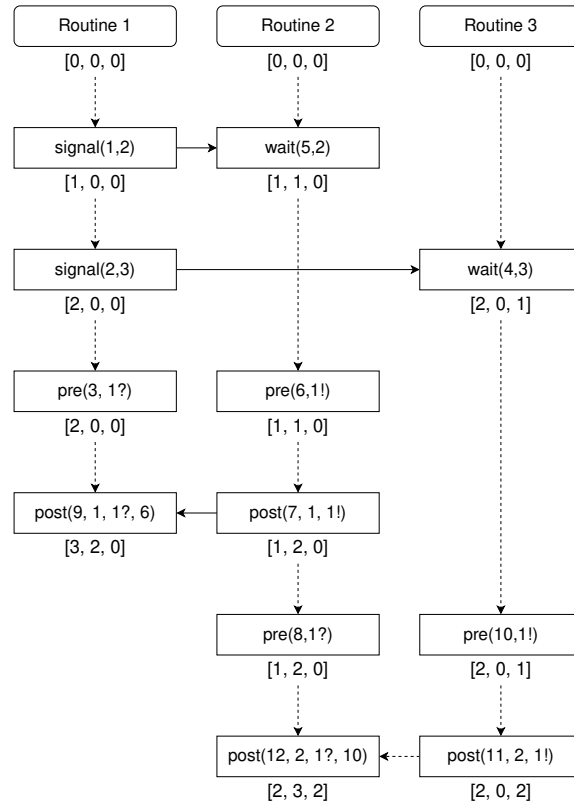 Routine 1 Routine 2 Routine 3
[0, 0, 0] [0, 0, 0] [0, 0, 0]
signal(1,2) wait(5,2)
[1, 0, 0] [1, 1, 0]
signal(2,3) wait(4,3)
[2, 0, 0] [2, 0, 1]
pre(3, 1?) pre(6,1!)
[2, 0, 0] [1, 1, 0]
post(9, 1, 1?, 6) post(7, 1, 1!)
[3, 2, 0] [1, 2, 0]
pre(8,1?) pre(10,1!)
[1, 2, 0] [2, 0, 1]
post(12, 2, 1?, 10) post(11, 2, 1!)
[2, 3, 2] [2, 0, 2]